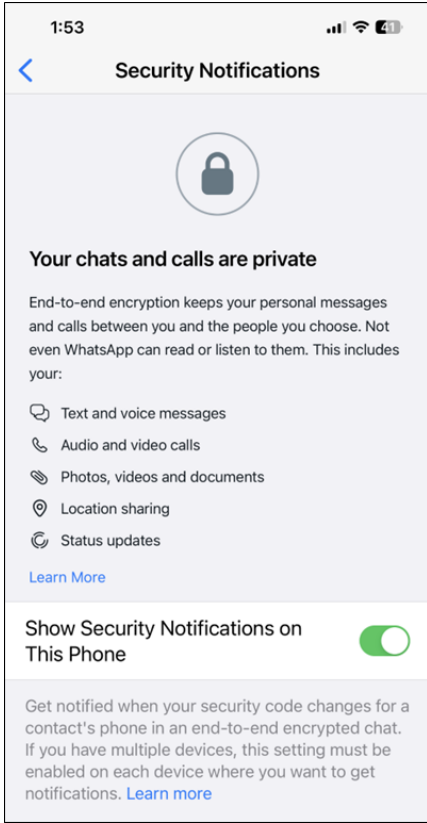 1:53
41
Security Notifications
Your chats and calls are private
End-to-end encryption keeps your personal messages
and calls between you and the people you choose. Not
even WhatsApp can read or listen to them. This includes
your:
Text and voice messages
Audio and video calls
Photos, videos and documents
Location sharing
Status updates
Learn More
Show Security Notifications on
This Phone
Get notified when your security code changes for a
contact's phone in an end-to-end encrypted chat.
If you have multiple devices, this setting must be
enabled on each device where you want to get
notifications. Learn more